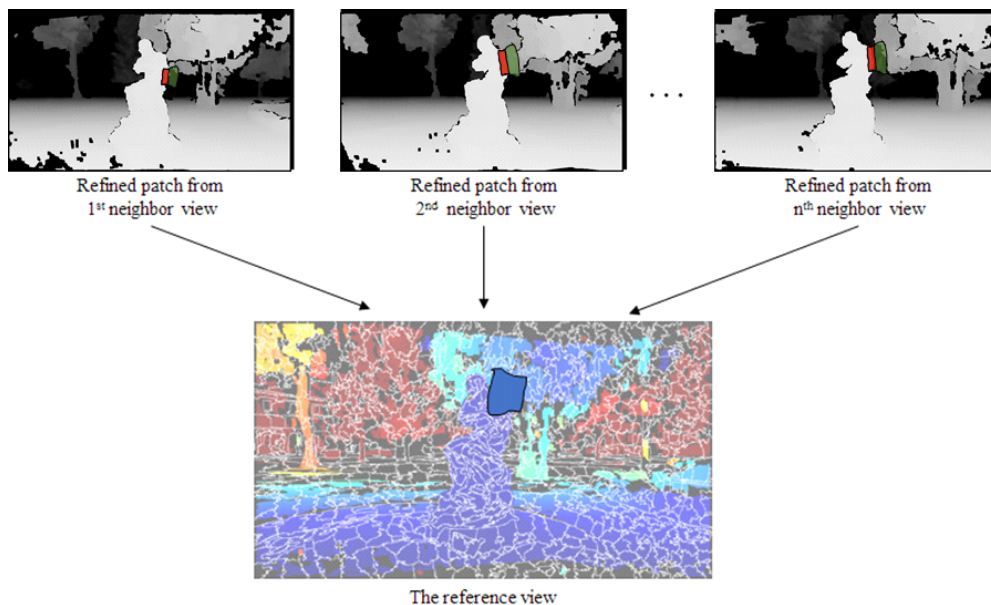 . . .
Refined patch from
1st neighbor view
Refined patch from
2nd neighbor view
Refined patch from
nth neighbor view
The reference view